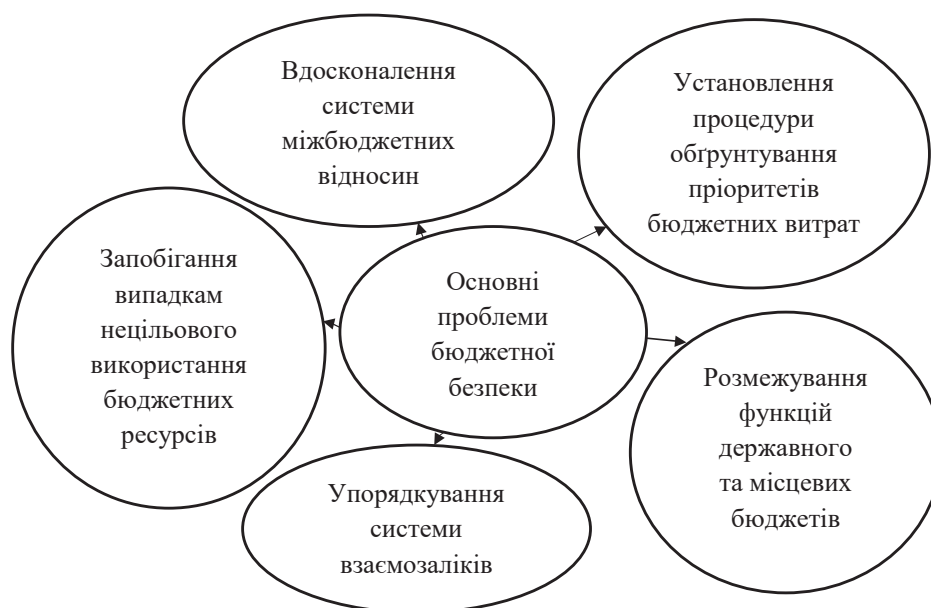 Вдосконалення
системи
міжбюджетних
відносин
Установлення
процедури
обґрунтування
пріоритетів
бюджетних витрат
Запобігання
випадкам
нецільового
використання
бюджетних
ресурсів
Основні
проблеми
бюджетної
безпеки
Розмежування
функцій
державного
та місцевих
бюджетів
Упорядкування
системи
взаємозаліків